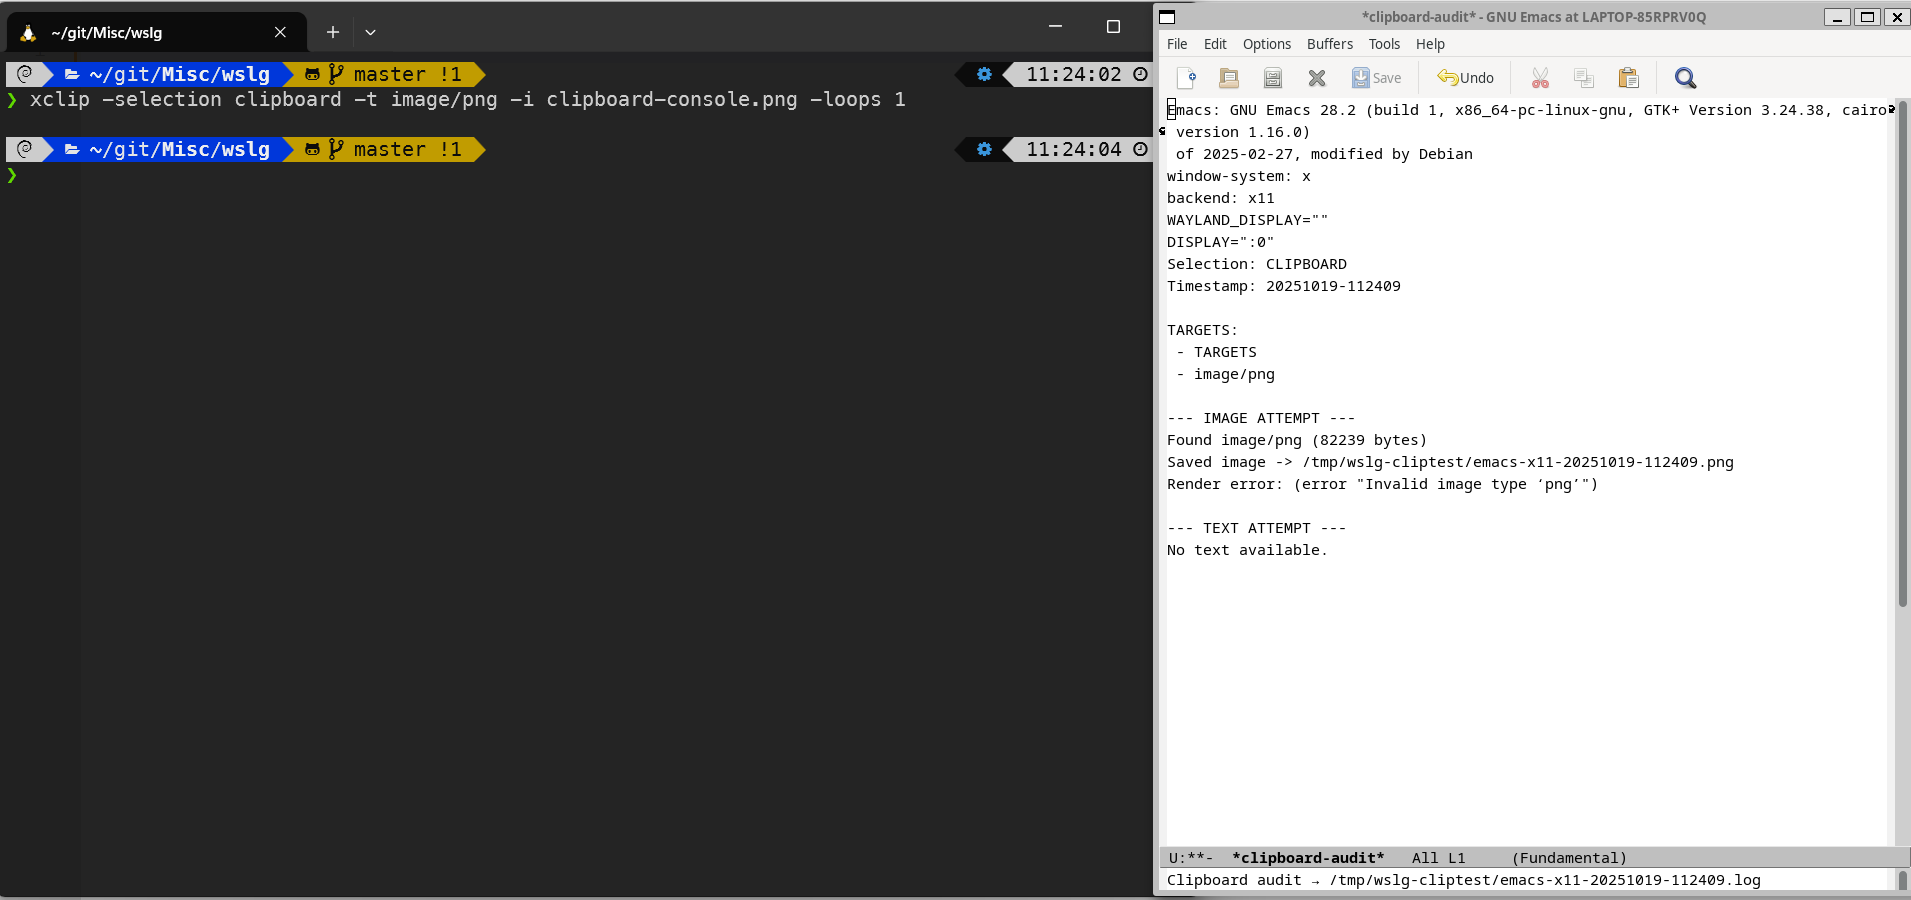 ~/git/Misc/wslg
~/git/Misc/wslg master !1 11:24:02
❯ xclip -selection clipboard -t image/png -i clipboard-console.png -loops 1
~/git/Misc/wslg master !1 11:24:04
❯
*clipboard-audit* - GNU Emacs at LAPTOP-85RPRV0Q
File Edit Options Buffers Tools Help
Save Undo
Emacs: GNU Emacs 28.2 (build 1, x86_64-pc-linux-gnu, GTK+ Version 3.24.38, cairo
version 1.16.0)
of 2025-02-27, modified by Debian
window-system: x
backend: x11
WAYLAND_DISPLAY=""
DISPLAY=":0"
Selection: CLIPBOARD
Timestamp: 20251019-112409
TARGETS:
- TARGETS
- image/png
--- IMAGE ATTEMPT ---
Found image/png (82239 bytes)
Saved image -> /tmp/wslg-cliptest/emacs-x11-20251019-112409.png
Render error: (error "Invalid image type ‘png’")
--- TEXT ATTEMPT ---
No text available.
U:**- *clipboard-audit* All L1 (Fundamental)
Clipboard audit → /tmp/wslg-cliptest/emacs-x11-20251019-112409.log